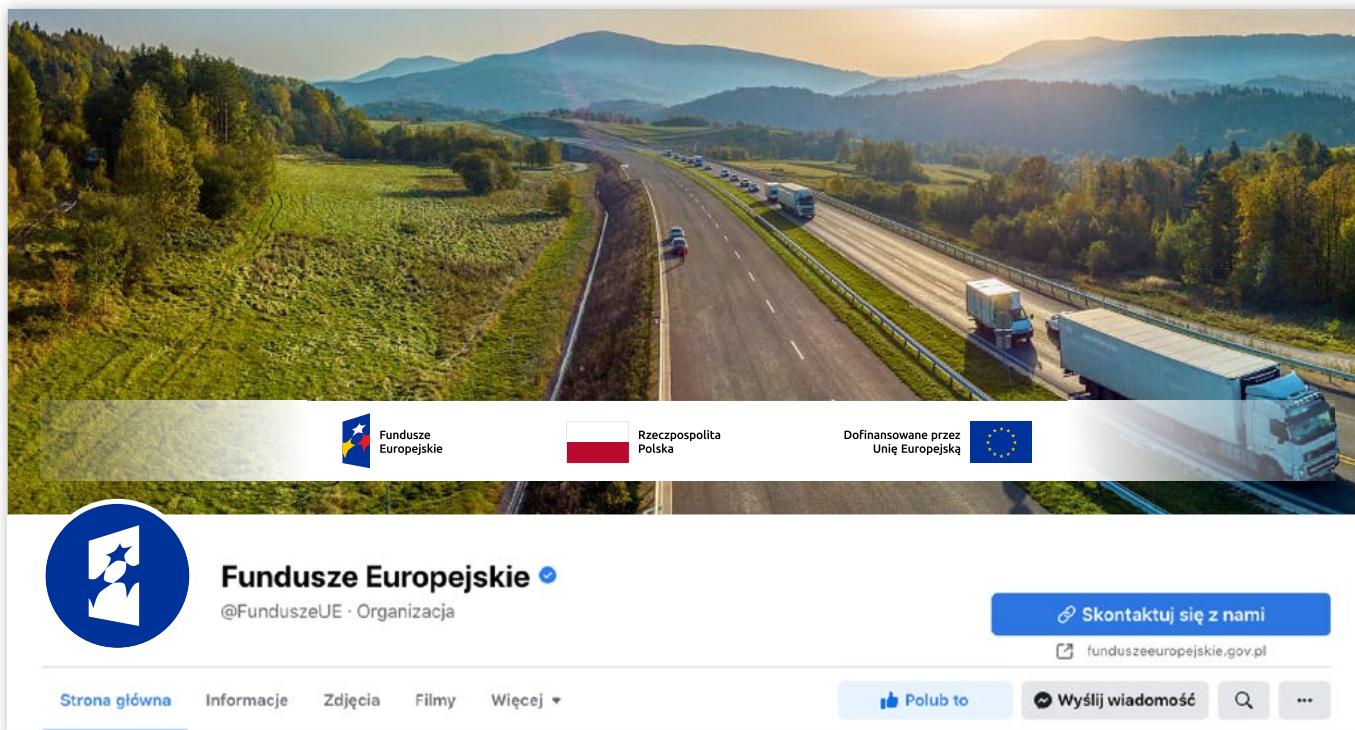 Fundusze
Europejskie
Rzeczpospolita
Polska
Dofinansowane przez
Unię Europejską
Fundusze Europejskie
@FunduszeUE · Organizacja
Skontaktuj się z nami
funduszeeuropejskie.gov.pl
Strona główna Informacje Zdjęcia Filmy Więcej Polub to Wyślij wiadomość